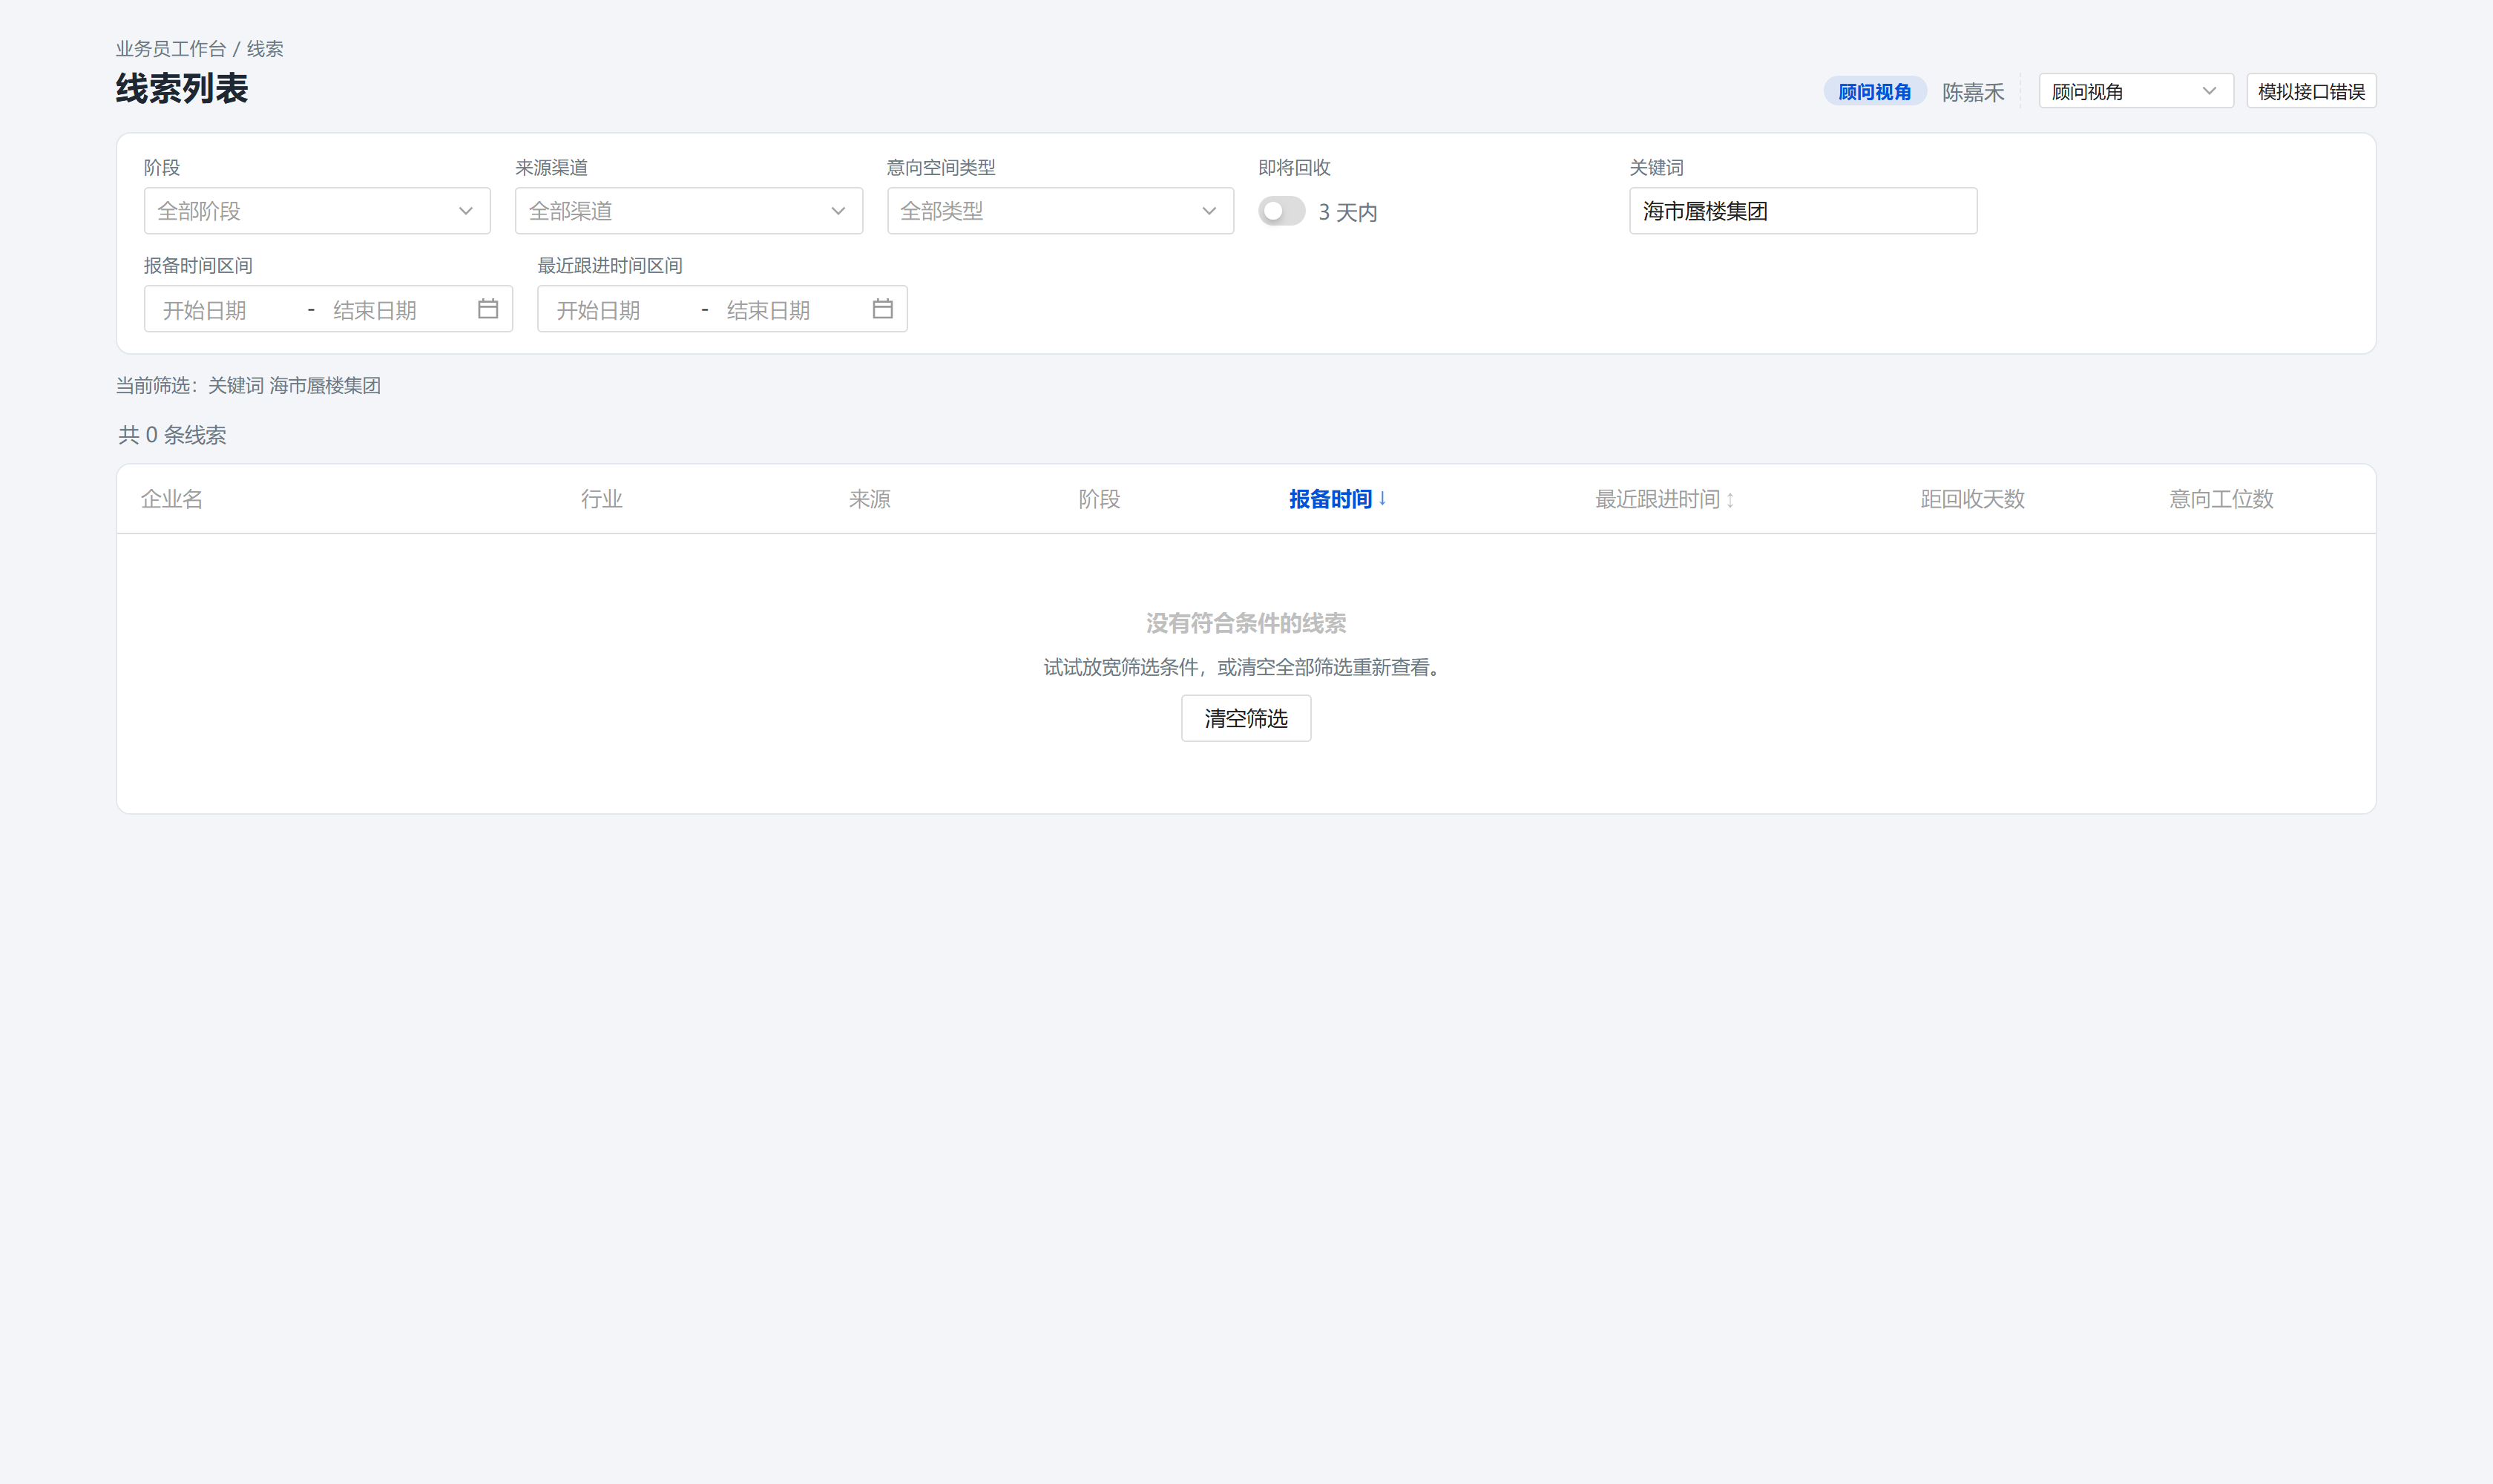 业务员工作台 / 线索
线索列表
顾问视角 陈嘉禾 顾问视角 模拟接口错误
阶段 来源渠道 意向空间类型 即将回收 关键词
全部阶段 全部渠道 全部类型 3 天内 海市蜃楼集团
报备时间区间 最近跟进时间区间
开始日期 - 结束日期 开始日期 - 结束日期
当前筛选：关键词 海市蜃楼集团
共 0 条线索
企业名 行业 来源 阶段 报备时间 ↓ 最近跟进时间 ↕ 距回收天数 意向工位数
没有符合条件的线索
试试放宽筛选条件，或清空全部筛选重新查看。
清空筛选